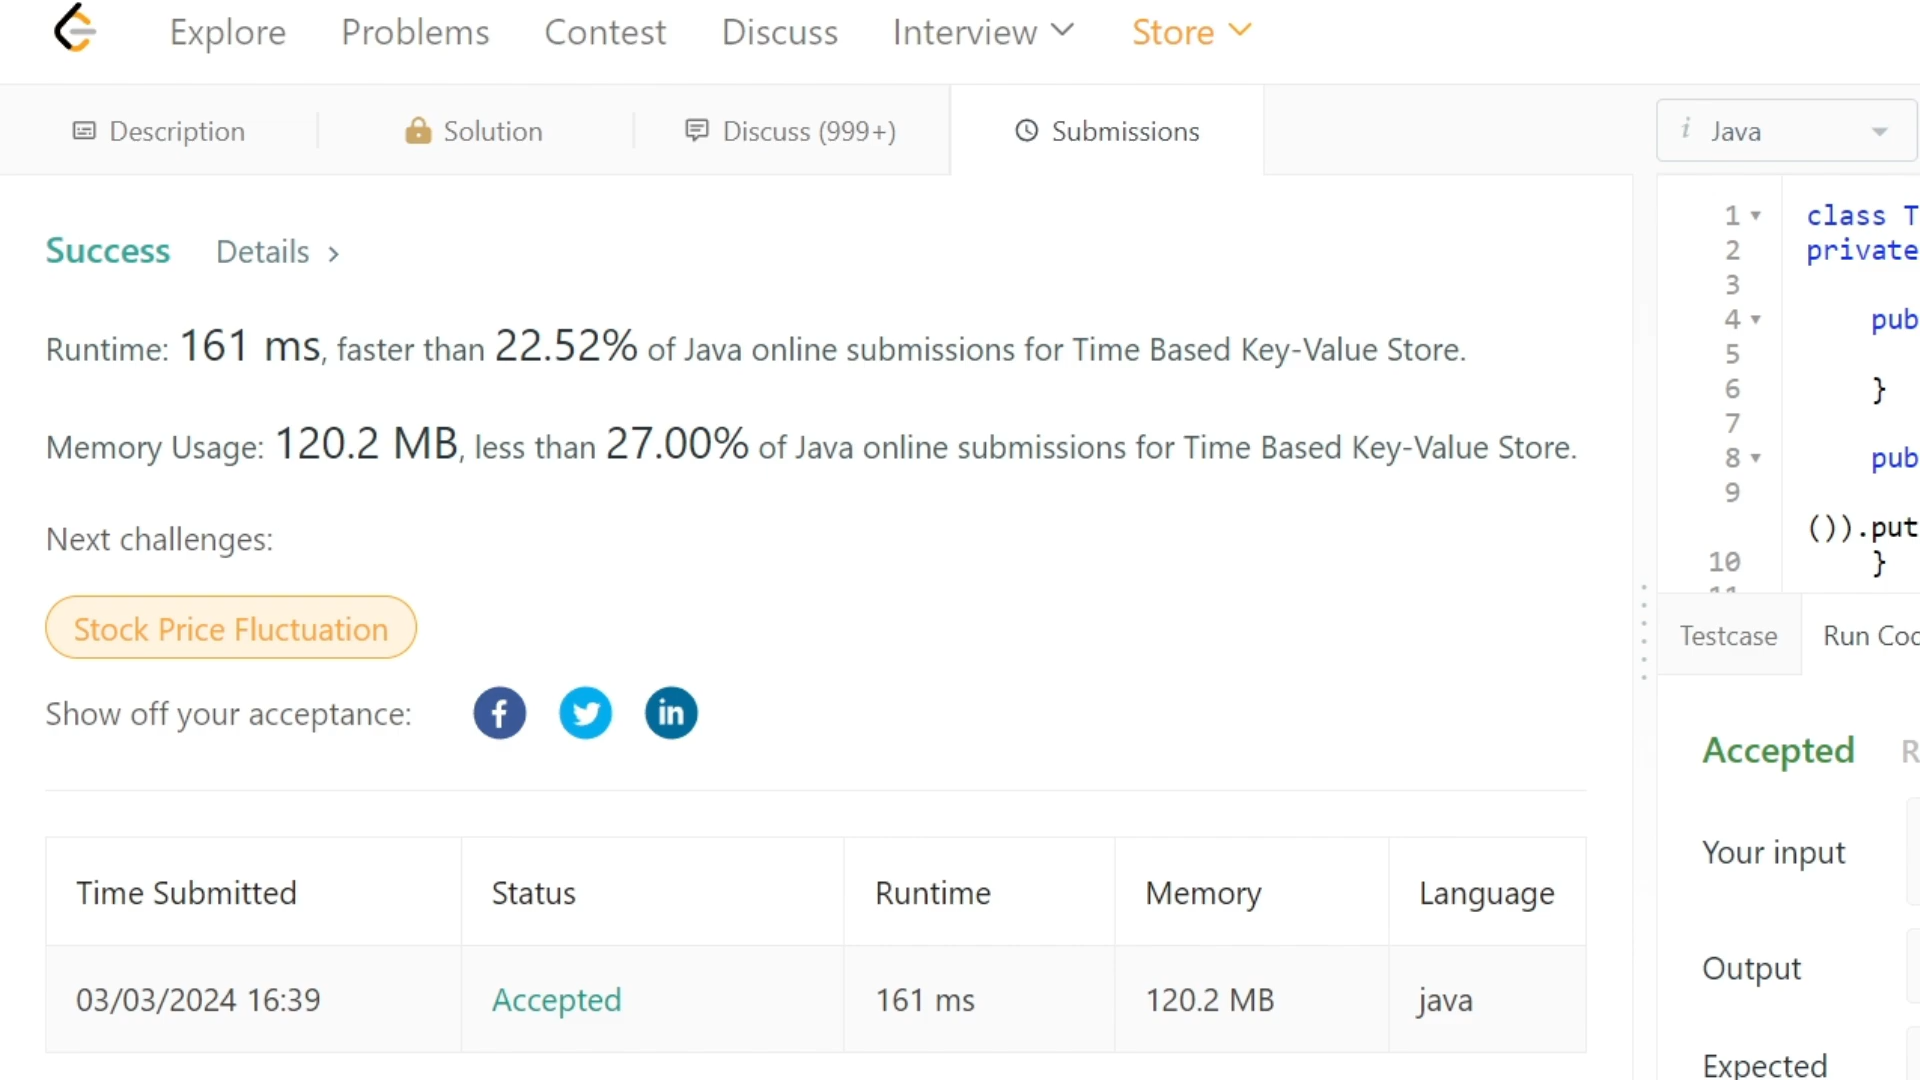 Explore Problems Contest Discuss Interview Store
Description Solution Discuss (999+) Submissions
Success Details >
Runtime: 161 ms, faster than 22.52% of Java online submissions for Time Based Key-Value Store.
Memory Usage: 120.2 MB, less than 27.00% of Java online submissions for Time Based Key-Value Store.
Next challenges:
Stock Price Fluctuation
Show off your acceptance:
Time Submitted Status Runtime Memory Language
03/03/2024 16:39 Accepted 161 ms 120.2 MB java
i Java
1 class T
2 private
3
4 pub
5
6 }
7
8 pub
9
()).put
10 }
Testcase Run Coo
Accepted R
Your input
Output
Expected